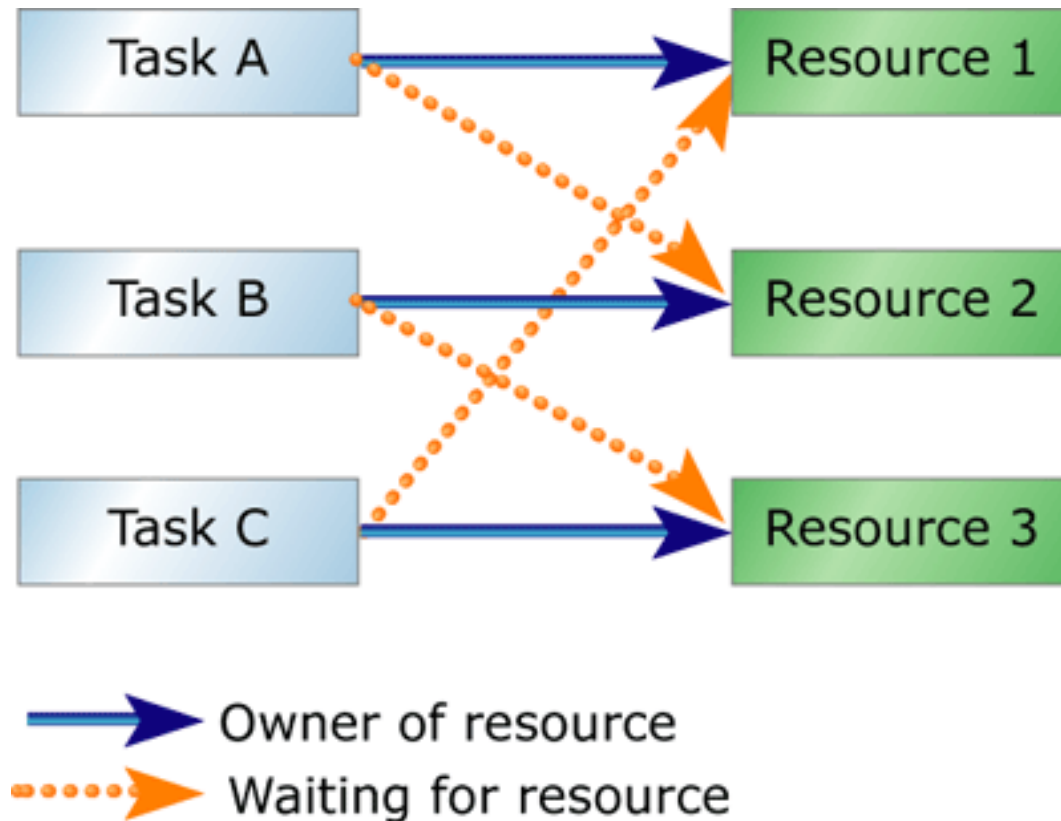 Task A
Resource 1
Task B
Resource 2
Task C
Resource 3
Owner of resource
Waiting for resource